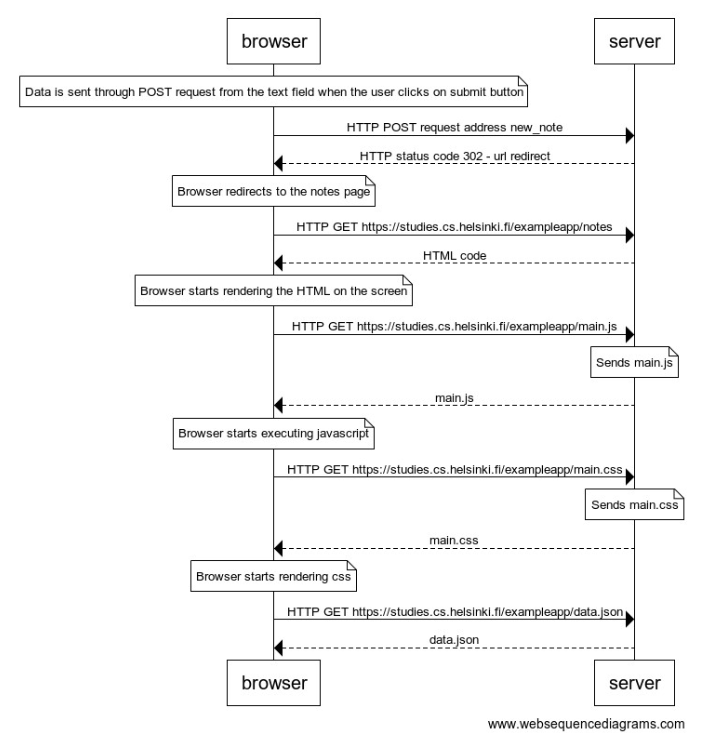 browser
server
Data is sent through POST request from the text field when the user clicks on submit button
HTTP POST request address new_note
HTTP status code 302 - url redirect
Browser redirects to the notes page
HTTP GET https://studies.cs.helsinki.fi/exampleapp/notes
HTML code
Browser starts rendering the HTML on the screen
HTTP GET https://studies.cs.helsinki.fi/exampleapp/main.js
Sends main.js
main.js
Browser starts executing javascript
HTTP GET https://studies.cs.helsinki.fi/exampleapp/main.css
Sends main.css
main.css
Browser starts rendering css
HTTP GET https://studies.cs.helsinki.fi/exampleapp/data.json
data.json
browser
server
www.websequencediagrams.com